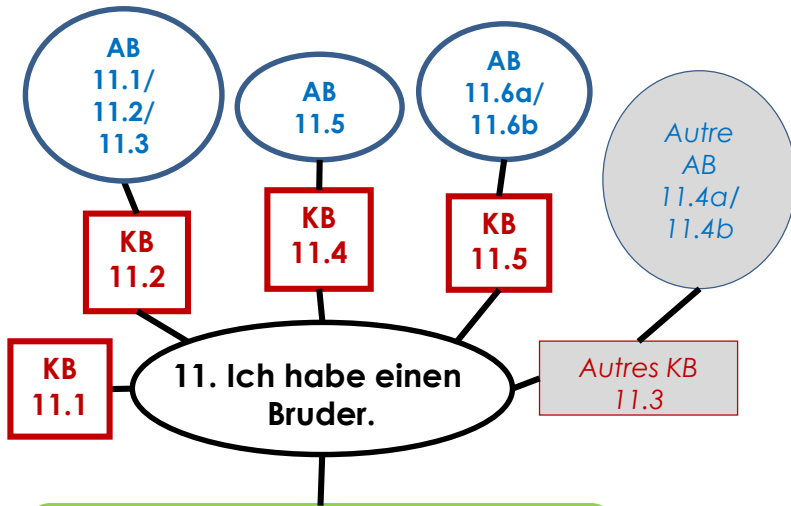 AB
11.1/
11.2/
11.3
AB
11.5
AB
11.6a/
11.6b
Autre
AB
11.4a/
11.4b
KB
11.2
KB
11.4
KB
11.5
KB
11.1
11. Ich habe einen
Bruder.
Autres KB
11.3